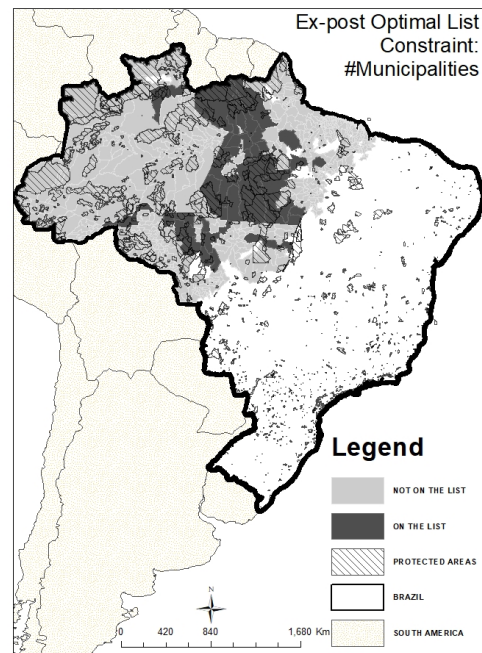 Ex-post Optimal List
Constraint:
#Municipalities
Legend
NOT ON THE LIST
ON THE LIST
PROTECTED AREAS
BRAZIL
SOUTH AMERICA
N
0 420 840 1,680 Km